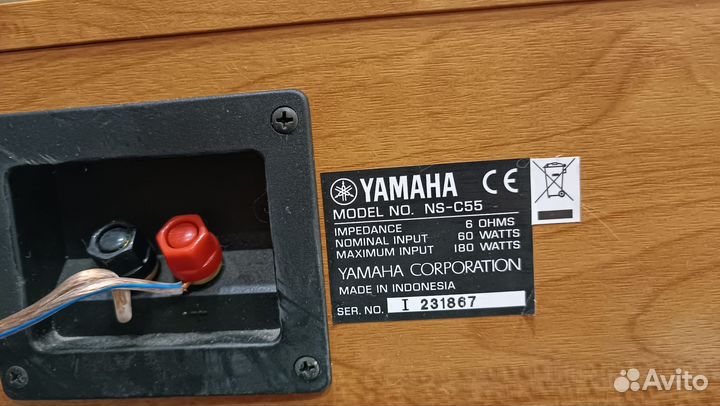 YAMAHA CE
MODEL NO. NS-C55
IMPEDANCE 6 OHMS
NOMINAL INPUT 60 WATTS
MAXIMUM INPUT 180 WATTS
YAMAHA CORPORATION
MADE IN INDONESIA
SER. NO. I 231867
Avito